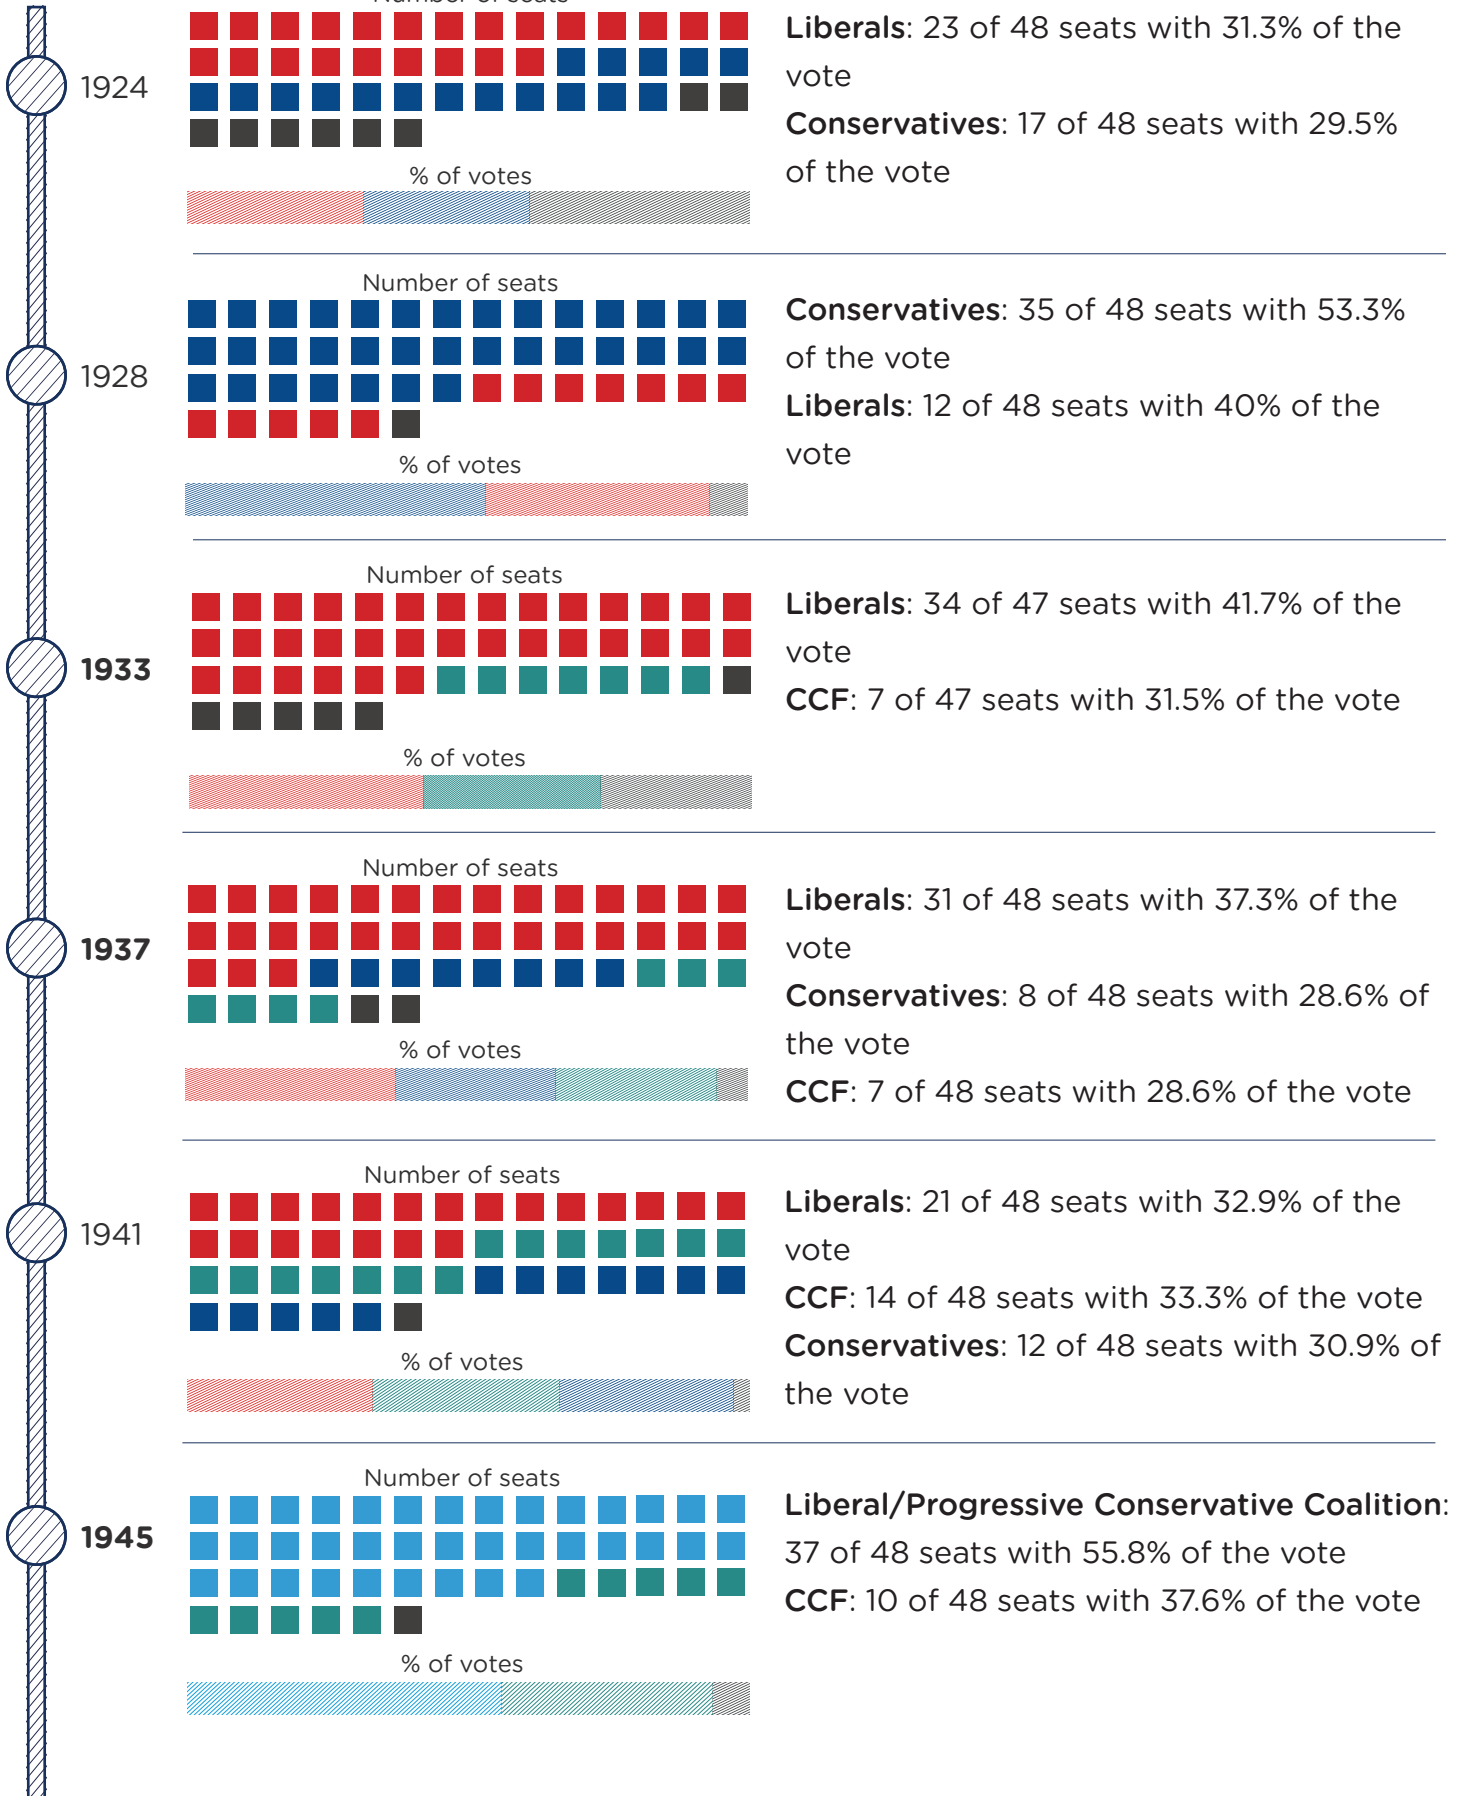 Number of seats
Liberals: 23 of 48 seats with 31.3% of the
vote
1924
Conservatives: 17 of 48 seats with 29.5%
of the vote
% of votes
Number of seats
Conservatives: 35 of 48 seats with 53.3%
of the vote
1928
Liberals: 12 of 48 seats with 40% of the
vote
% of votes
Number of seats
Liberals: 34 of 47 seats with 41.7% of the
vote
1933
CCF: 7 of 47 seats with 31.5% of the vote
% of votes
Number of seats
Liberals: 31 of 48 seats with 37.3% of the
vote
1937
Conservatives: 8 of 48 seats with 28.6% of
the vote
% of votes
CCF: 7 of 48 seats with 28.6% of the vote
Number of seats
Liberals: 21 of 48 seats with 32.9% of the
vote
1941
CCF: 14 of 48 seats with 33.3% of the vote
Conservatives: 12 of 48 seats with 30.9% of
the vote
% of votes
Number of seats
Liberal/Progressive Conservative Coalition:
1945
37 of 48 seats with 55.8% of the vote
CCF: 10 of 48 seats with 37.6% of the vote
% of votes